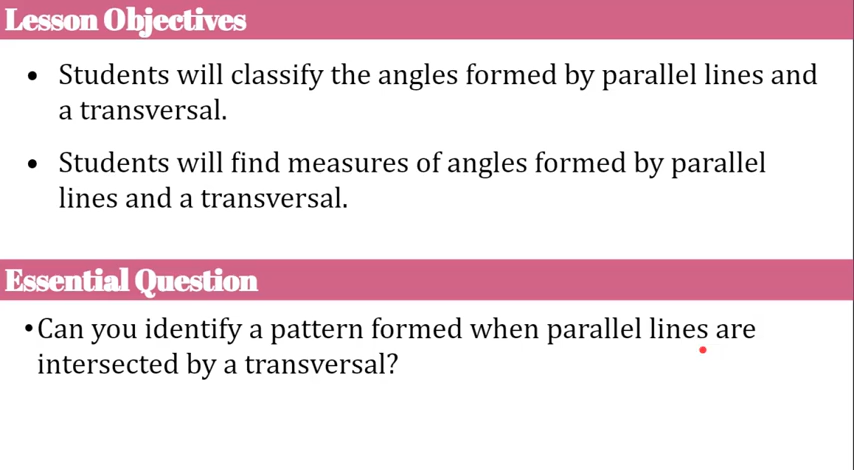 Lesson Objectives
• Students will classify the angles formed by parallel lines and
a transversal.
• Students will find measures of angles formed by parallel
lines and a transversal.
Essential Question
•Can you identify a pattern formed when parallel lines are
intersected by a transversal?